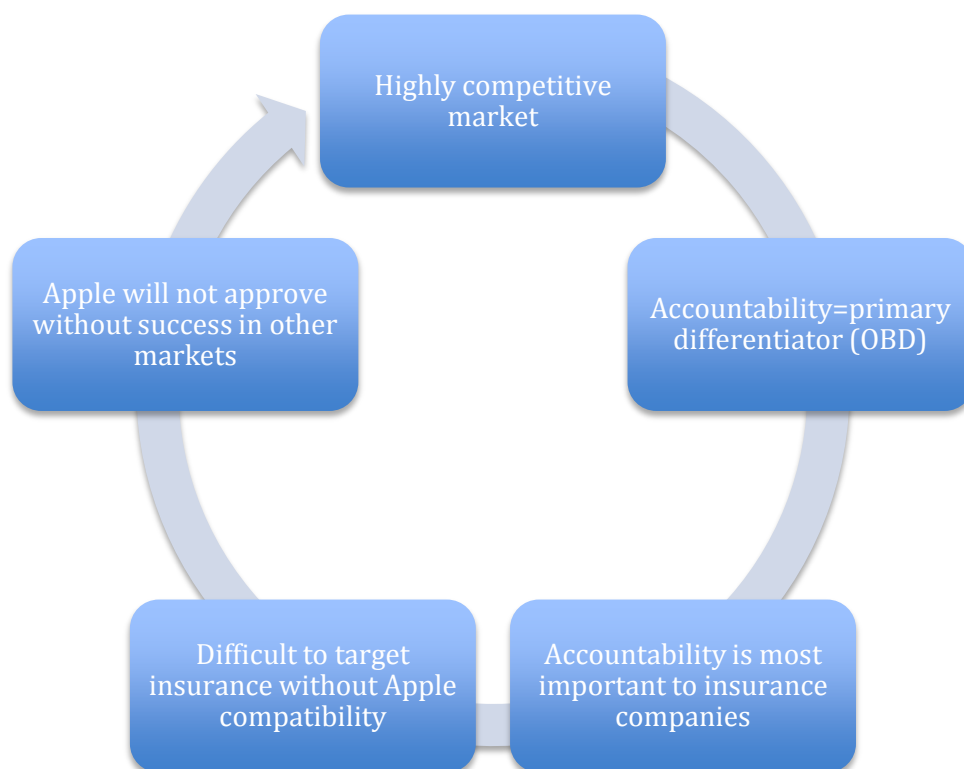 Highly competitive
market
Accountability=primary
differentiator (OBD)
Accountability is most
important to insurance
companies
Difficult to target
insurance without Apple
compatibility
Apple will not approve
without success in other
markets